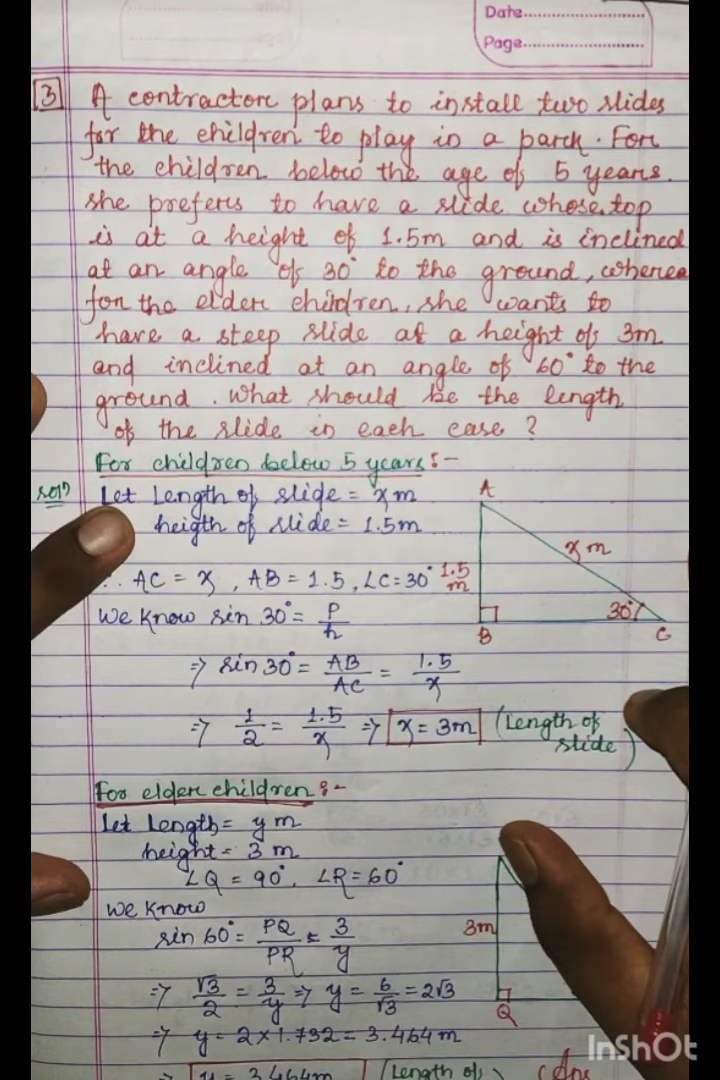 Date
Page
3 A contractor plans to install two slides
for the children to play in a park. For
the children below the age of 5 years.
she prefers to have a slide whose top
is at a height of 1.5m and is inclined
at an angle of 30° to the ground, wherea
for the elder children, she wants to
have a steep slide at a height of 3m
and inclined at an angle of 60° to the
ground. What should be the length
of the slide in each case ?
For children below 5 years :-
Soln Let Length of slide = x m
heigth of slide = 1.5m
∴ AC = x, AB = 1.5, ∠C = 30°
We know sin 30° = P/h
⇒ sin 30° = AB/AC = 1.5/x
⇒ 1/2 = 1.5/x ⇒ x = 3m (Length of slide)
A
x m
1.5 m
30°
B
C
For elder children :-
Let Length = y m
height = 3 m
∠Q = 90°, ∠R = 60°
We know
sin 60° = PQ/PR = 3/y
⇒ √3/2 = 3/y ⇒ y = 6/√3 = 2√3
⇒ y = 2 × 1.732 = 3.464 m
⇒ y = 3.464m (Length of (Ans
3m
Q
InShOt